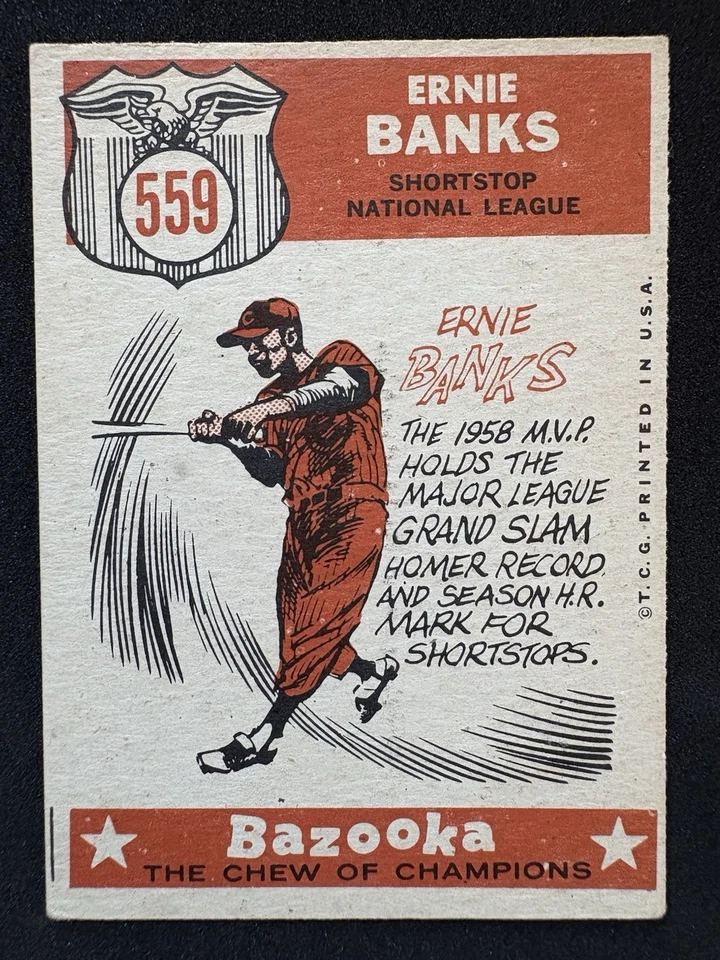 559
ERNIE
BANKS
SHORTSTOP
NATIONAL LEAGUE
C
ERNIE
BANKS
THE 1958 M.V.P.
HOLDS THE
MAJOR LEAGUE
GRAND SLAM
HOMER RECORD
AND SEASON H.R.
MARK FOR
SHORTSTOPS.
©T.C.G. PRINTED IN U.S.A.
Bazooka
THE CHEW OF CHAMPIONS